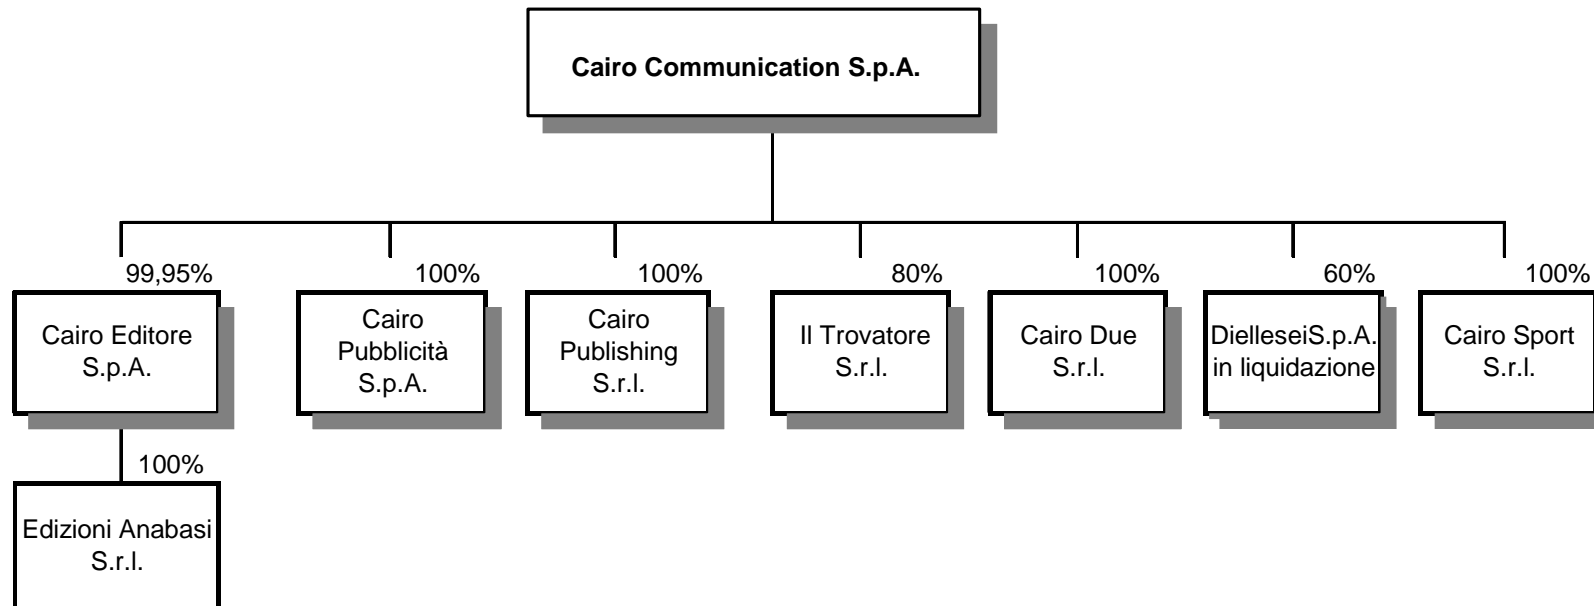 Cairo Communication S.p.A.
99,95%
100%
100%
80%
100%
60%
100%
Cairo Editore
S.p.A.
Cairo
Pubblicità
S.p.A.
Cairo
Publishing
S.r.l.
Il Trovatore
S.r.l.
Cairo Due
S.r.l.
DielleseiS.p.A.
in liquidazione
Cairo Sport
S.r.l.
100%
Edizioni Anabasi
S.r.l.